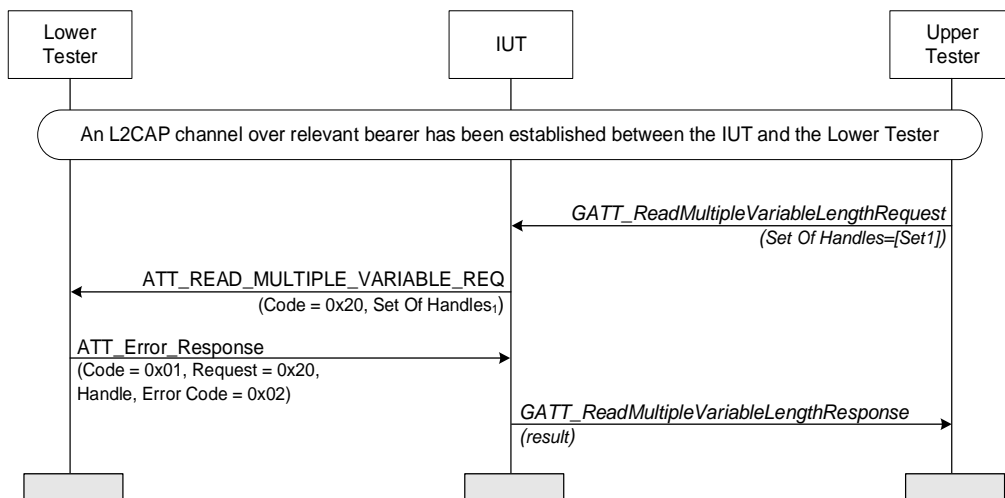 Lower
Tester
IUT
Upper
Tester
An L2CAP channel over relevant bearer has been established between the IUT and the Lower Tester
GATT_ReadMultipleVariableLengthRequest
(Set Of Handles=[Set1])
ATT_READ_MULTIPLE_VARIABLE_REQ
(Code = 0x20, Set Of Handles₁)
ATT_Error_Response
(Code = 0x01, Request = 0x20,
Handle, Error Code = 0x02)
GATT_ReadMultipleVariableLengthResponse
(result)